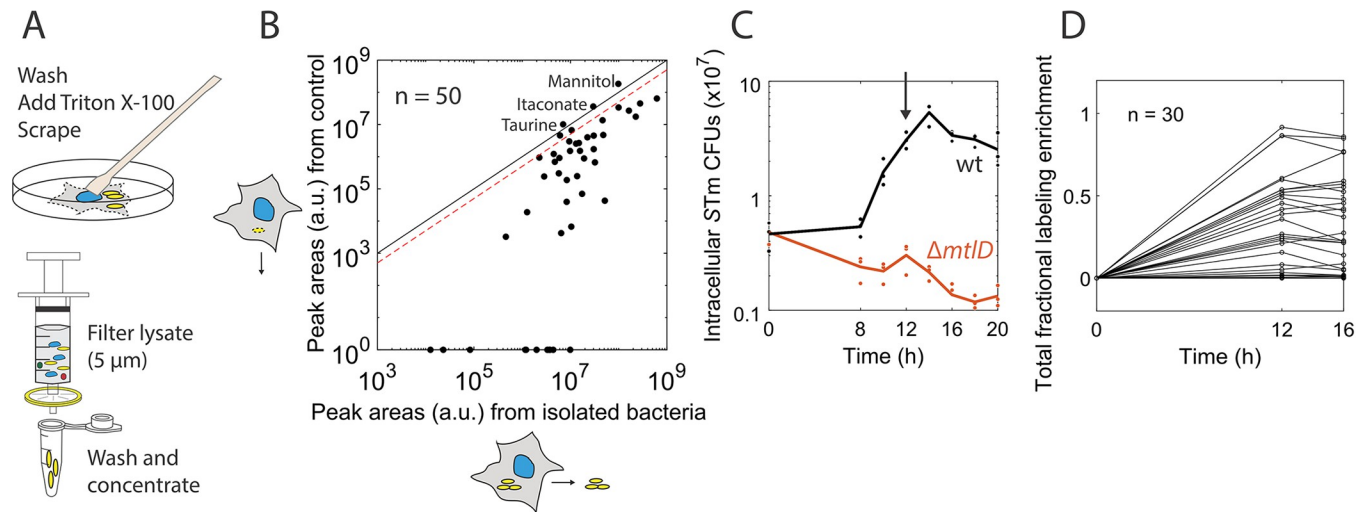 A
Wash
Add Triton X-100
Scrape
Filter lysate
(5 µm)
Wash and
concentrate
B
Peak areas (a.u.) from control
10^9
10^7
10^5
10^3
10^0
n = 50
Mannitol
Itaconate
Taurine
10^3
10^5
10^7
10^9
Peak areas (a.u.) from isolated bacteria
C
Intracellular STm CFUs (x10^7)
10
1
0.1
wt
ΔmtlD
0
8
12
16
20
Time (h)
D
Total fractional labeling enrichment
1
0.5
0
n = 30
0
12
16
Time (h)